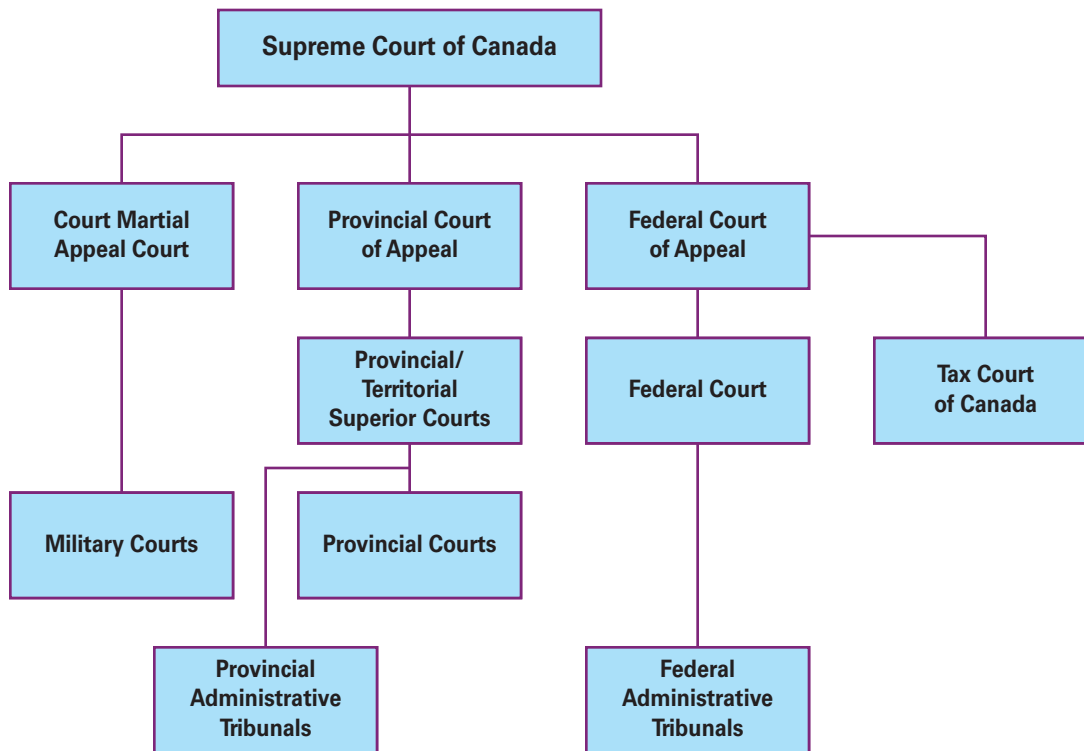 Supreme Court of Canada
Court Martial
Appeal Court
Provincial Court
of Appeal
Federal Court
of Appeal
Provincial/
Territorial
Superior Courts
Federal Court
Tax Court
of Canada
Military Courts
Provincial Courts
Provincial
Administrative
Tribunals
Federal
Administrative
Tribunals